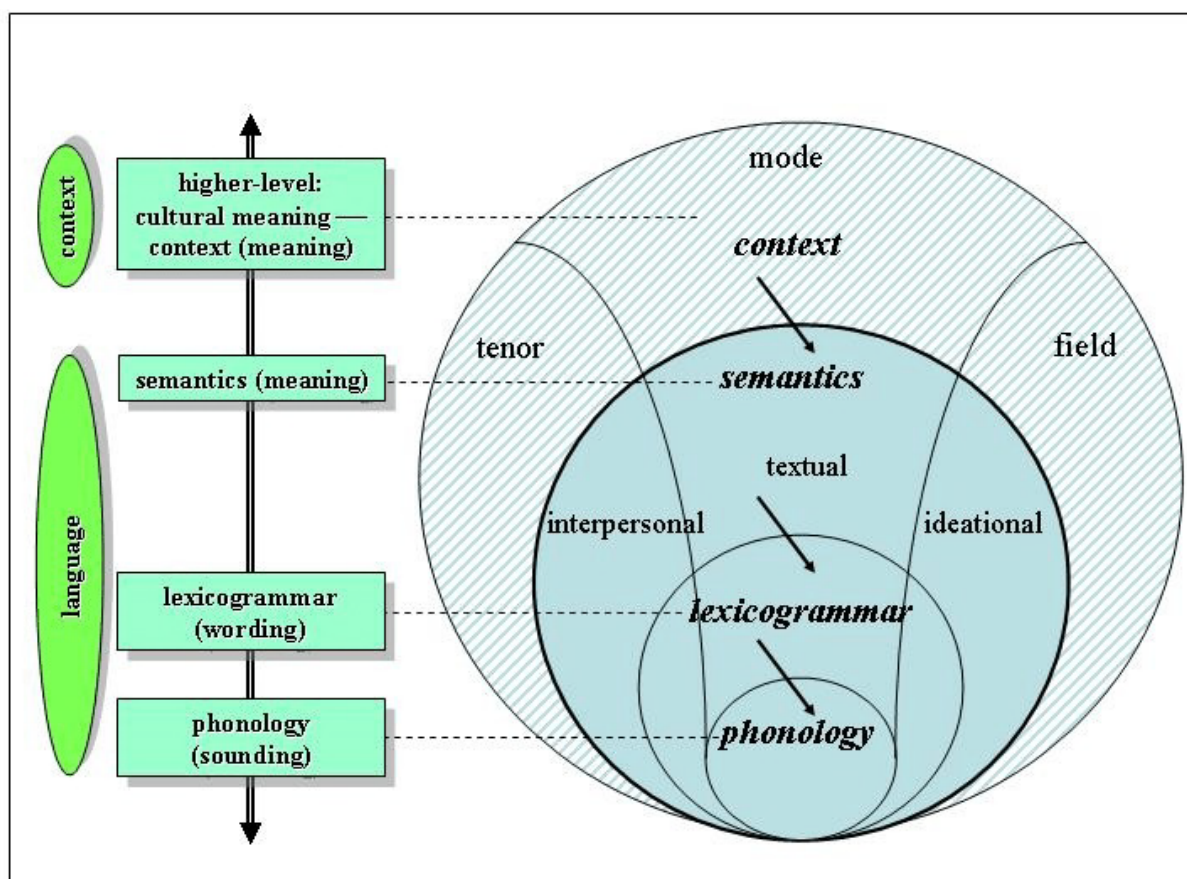 context
higher-level:
cultural meaning —
context (meaning)
semantics (meaning)
language
lexicogrammar
(wording)
phonology
(sounding)
mode
context
tenor
field
semantics
textual
interpersonal
ideational
lexicogrammar
phonology